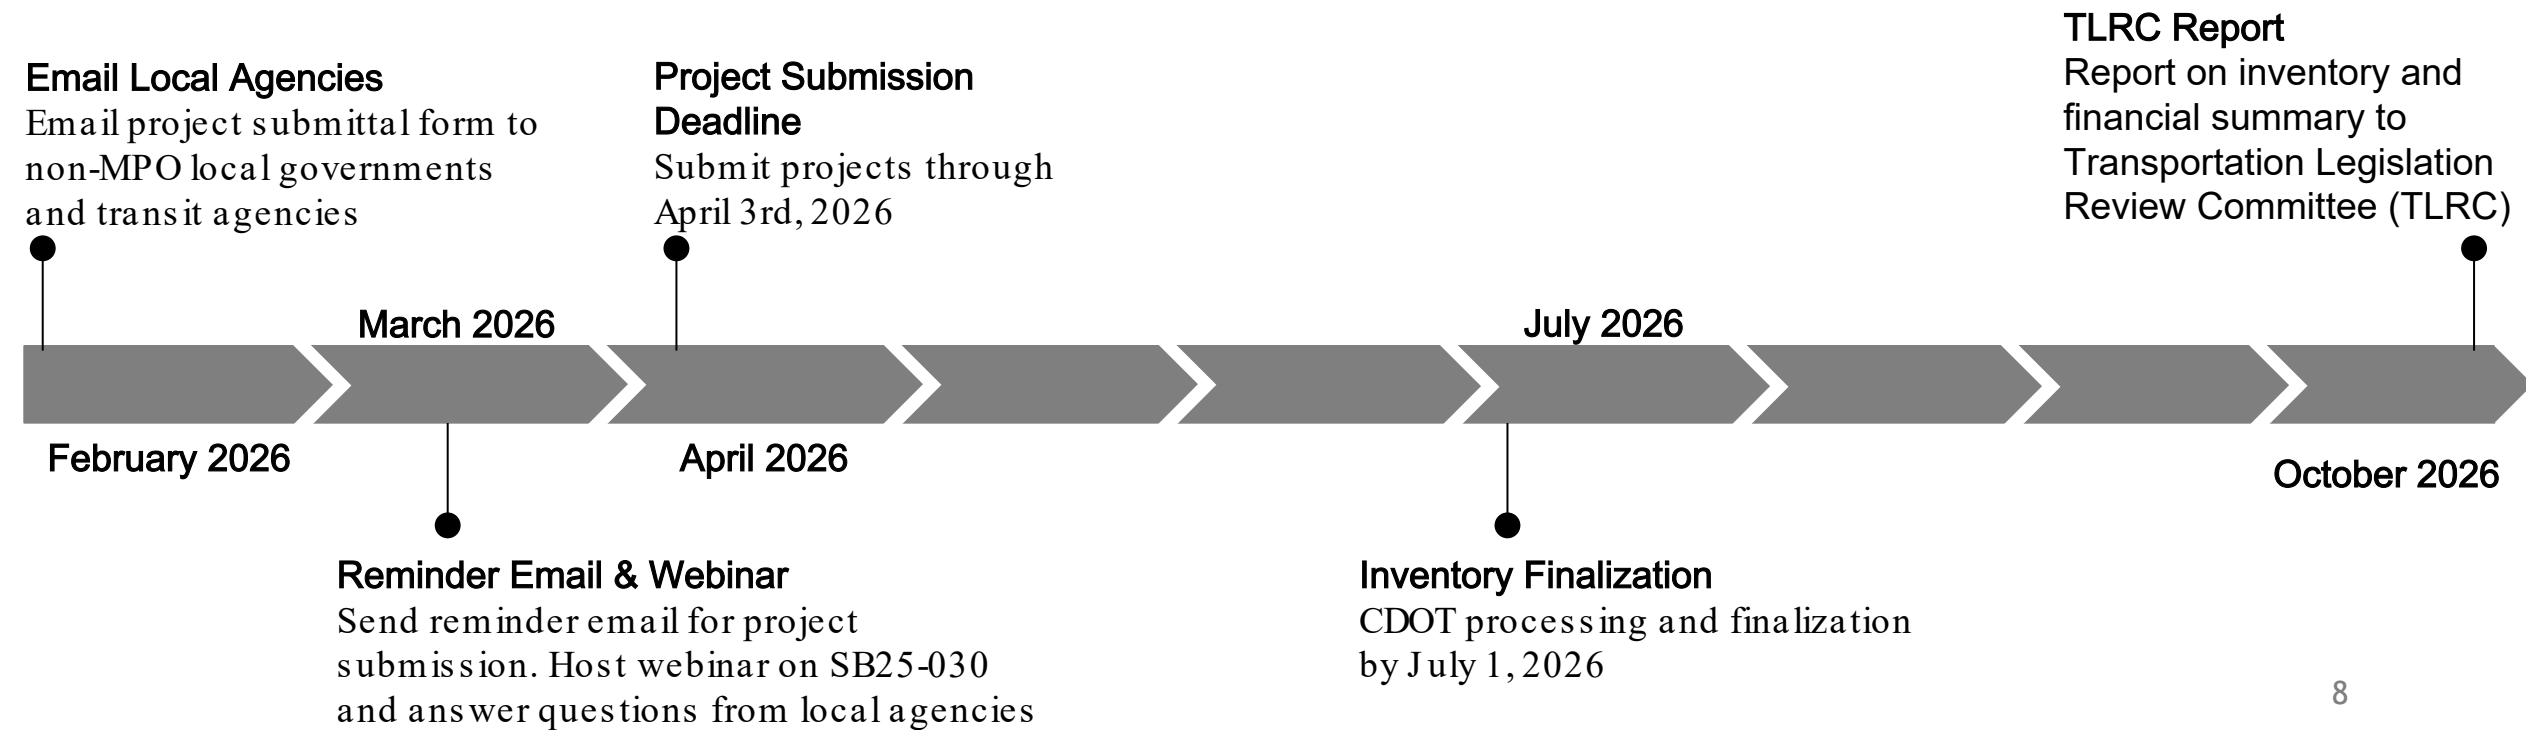 Email Local Agencies
Email project submittal form to
non-MPO local governments
and transit agencies
Project Submission
Deadline
Submit projects through
April 3rd, 2026
TLRC Report
Report on inventory and
financial summary to
Transportation Legislation
Review Committee (TLRC)
March 2026
July 2026
February 2026
April 2026
October 2026
Reminder Email & Webinar
Send reminder email for project
submission. Host webinar on SB25-030
and answer questions from local agencies
Inventory Finalization
CDOT processing and finalization
by July 1, 2026
8